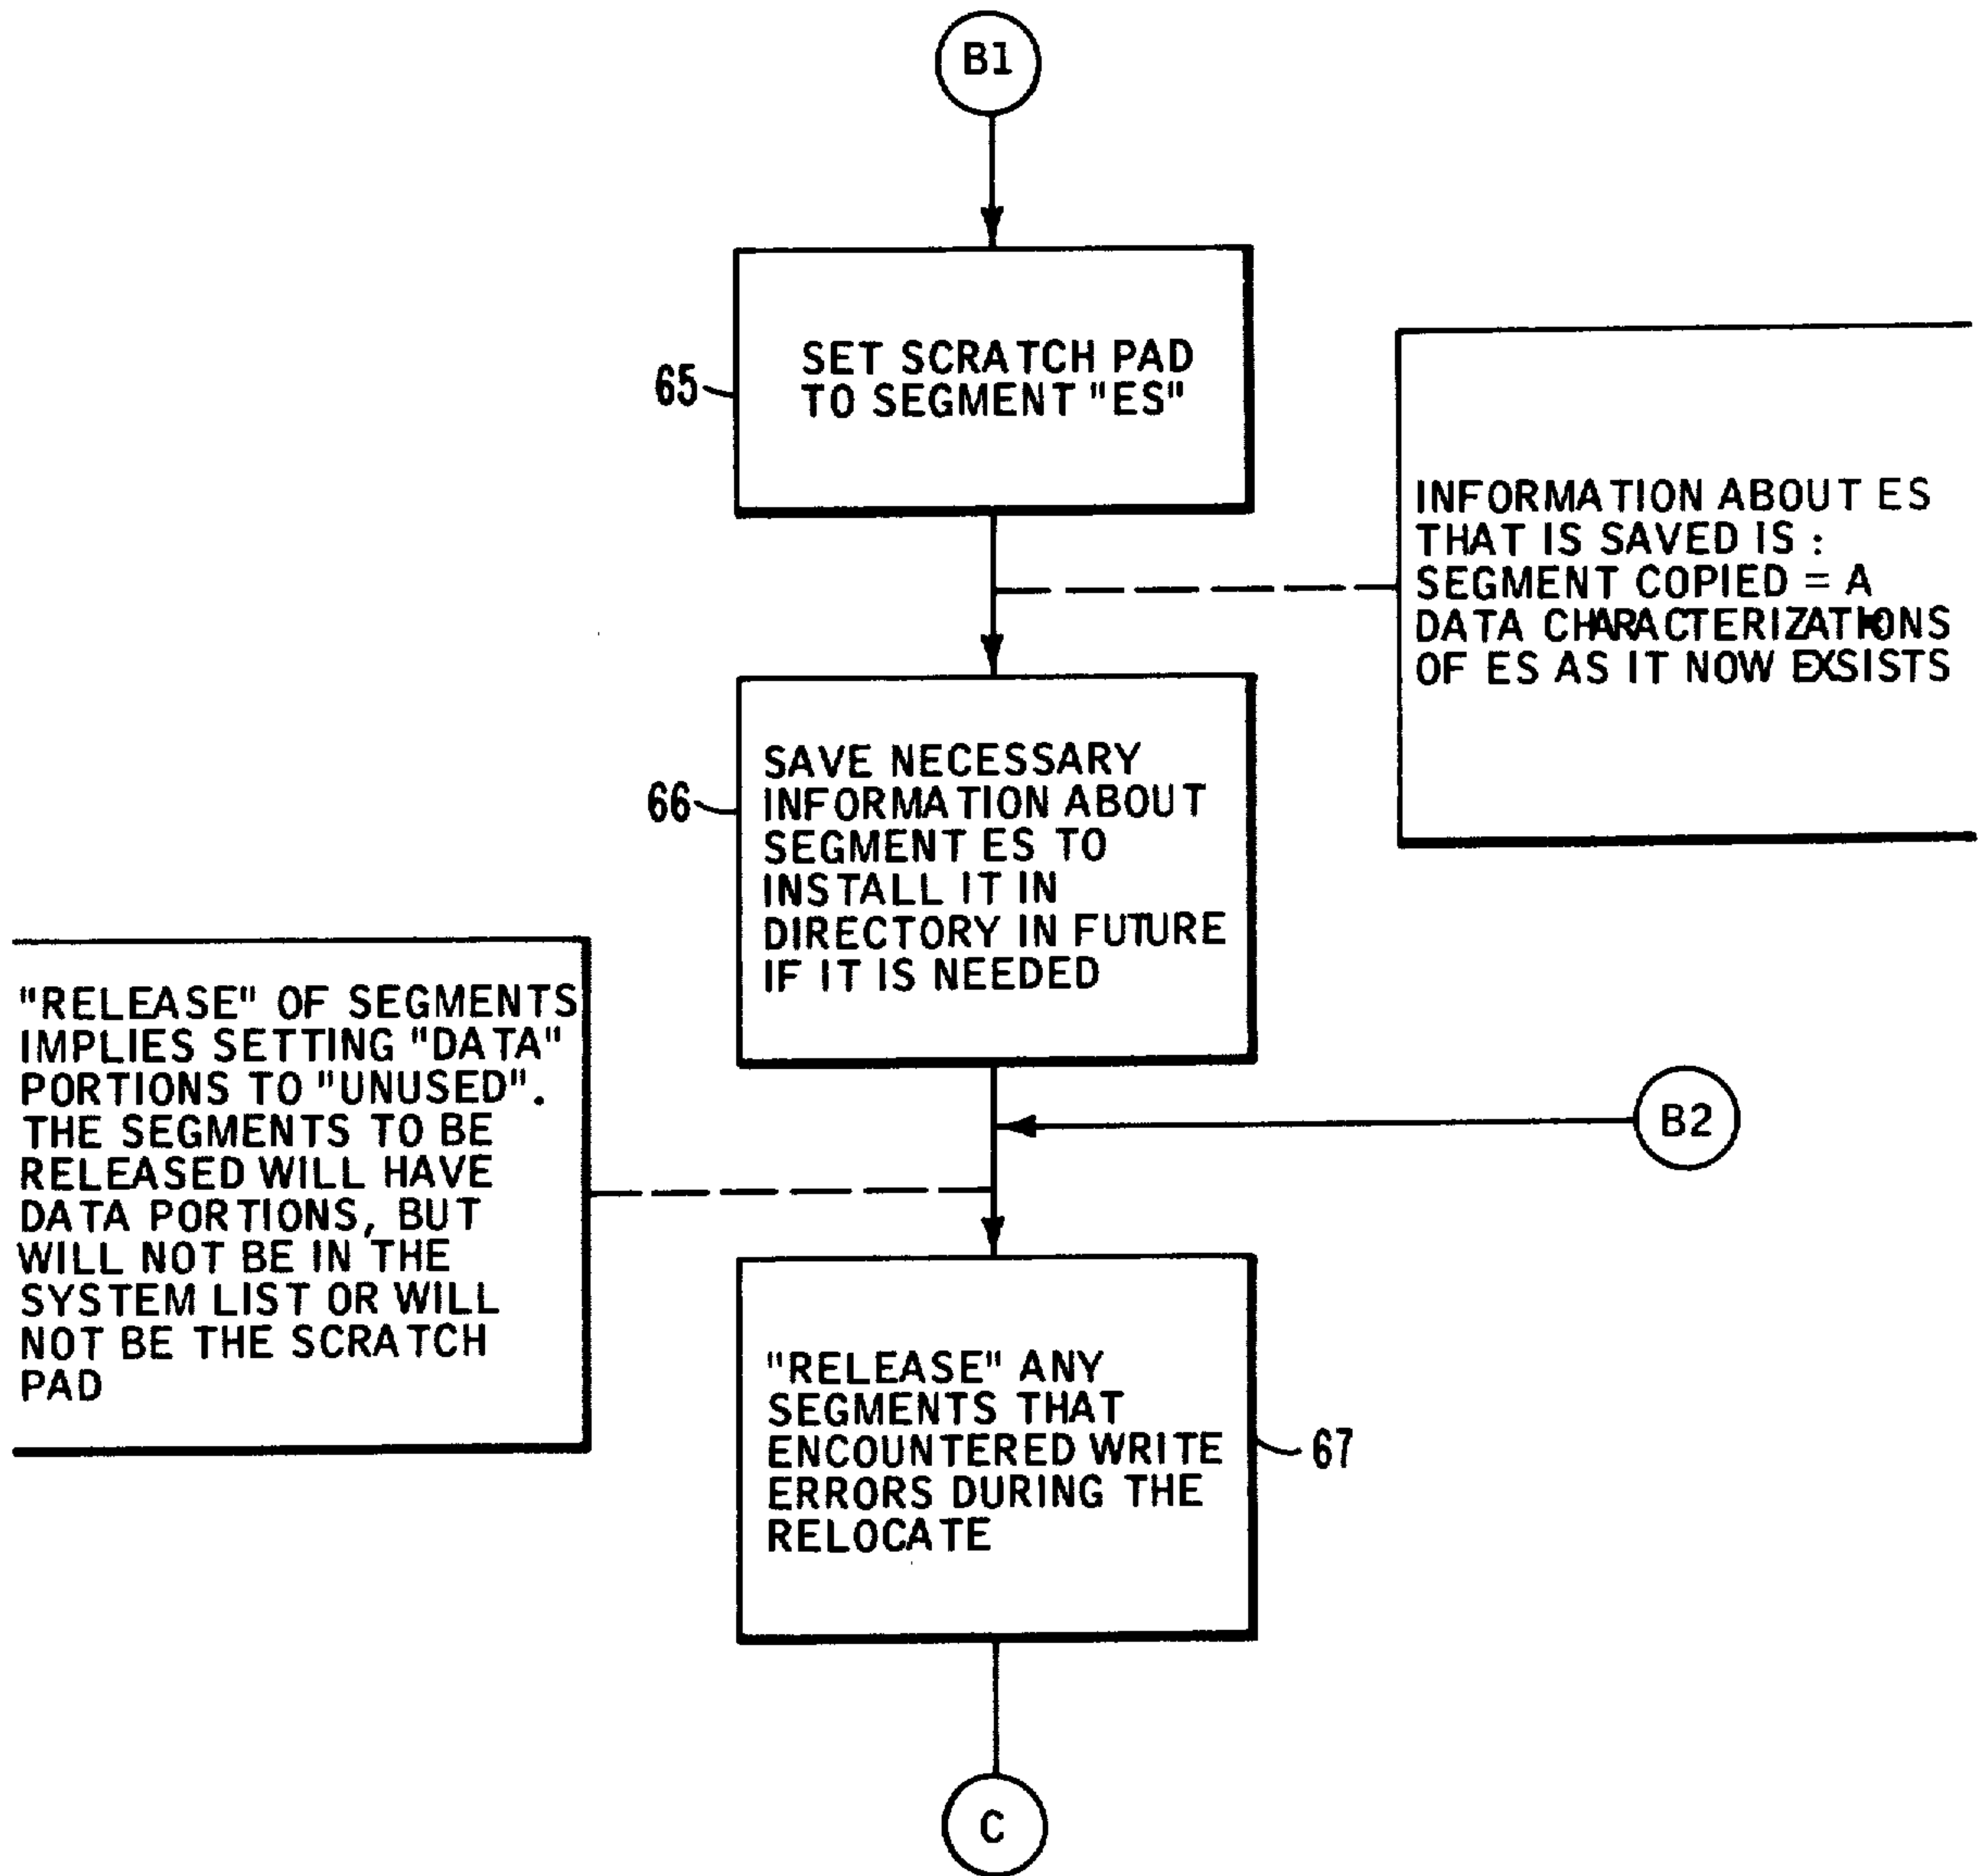 B1
65
SET SCRATCH PAD
TO SEGMENT "ES"
INFORMATION ABOUT ES
THAT IS SAVED IS :
SEGMENT COPIED = A
DATA CHARACTERIZATIONS
OF ES AS IT NOW EXSISTS
66
SAVE NECESSARY
INFORMATION ABOUT
SEGMENT ES TO
INSTALL IT IN
DIRECTORY IN FUTURE
IF IT IS NEEDED
"RELEASE" OF SEGMENTS
IMPLIES SETTING "DATA"
PORTIONS TO "UNUSED".
THE SEGMENTS TO BE
RELEASED WILL HAVE
DATA PORTIONS, BUT
WILL NOT BE IN THE
SYSTEM LIST OR WILL
NOT BE THE SCRATCH
PAD
B2
"RELEASE" ANY
SEGMENTS THAT
ENCOUNTERED WRITE
ERRORS DURING THE
RELOCATE
67
C